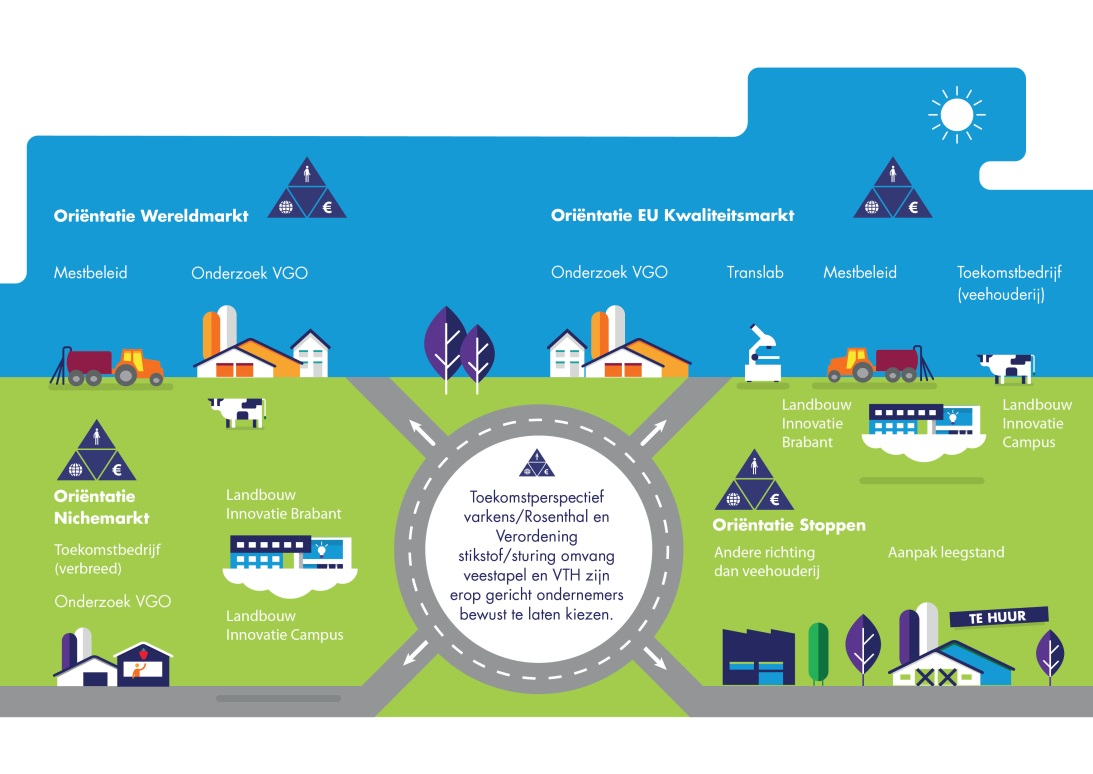 Oriëntatie Wereldmarkt
€
Mestbeleid
Onderzoek VGO
Oriëntatie EU Kwaliteitsmarkt
€
Onderzoek VGO
Translab
Mestbeleid
Toekomstbedrijf
(veehouderij)
€
Oriëntatie
Nichemarkt
Toekomstbedrijf
(verbreed)
Onderzoek VGO
Landbouw
Innovatie Brabant
Landbouw
Innovatie Campus
€
Toekomstperspectief
varkens/Rosenthal en
Verordening
stikstof/sturing omvang
veestapel en VTH zijn
erop gericht ondernemers
bewust te laten kiezen.
Landbouw
Innovatie
Brabant
Landbouw
Innovatie
Campus
€
Oriëntatie Stoppen
Andere richting
dan veehouderij
Aanpak leegstand
TE HUUR